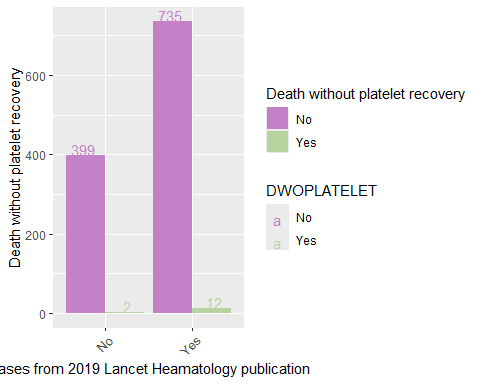 735
399
2
12
600
400
200
0
Death without platelet recovery
No
Yes
ases from 2019 Lancet Heamatology publication
Death without platelet recovery
No
Yes
DWOPLATELET
a No
a Yes